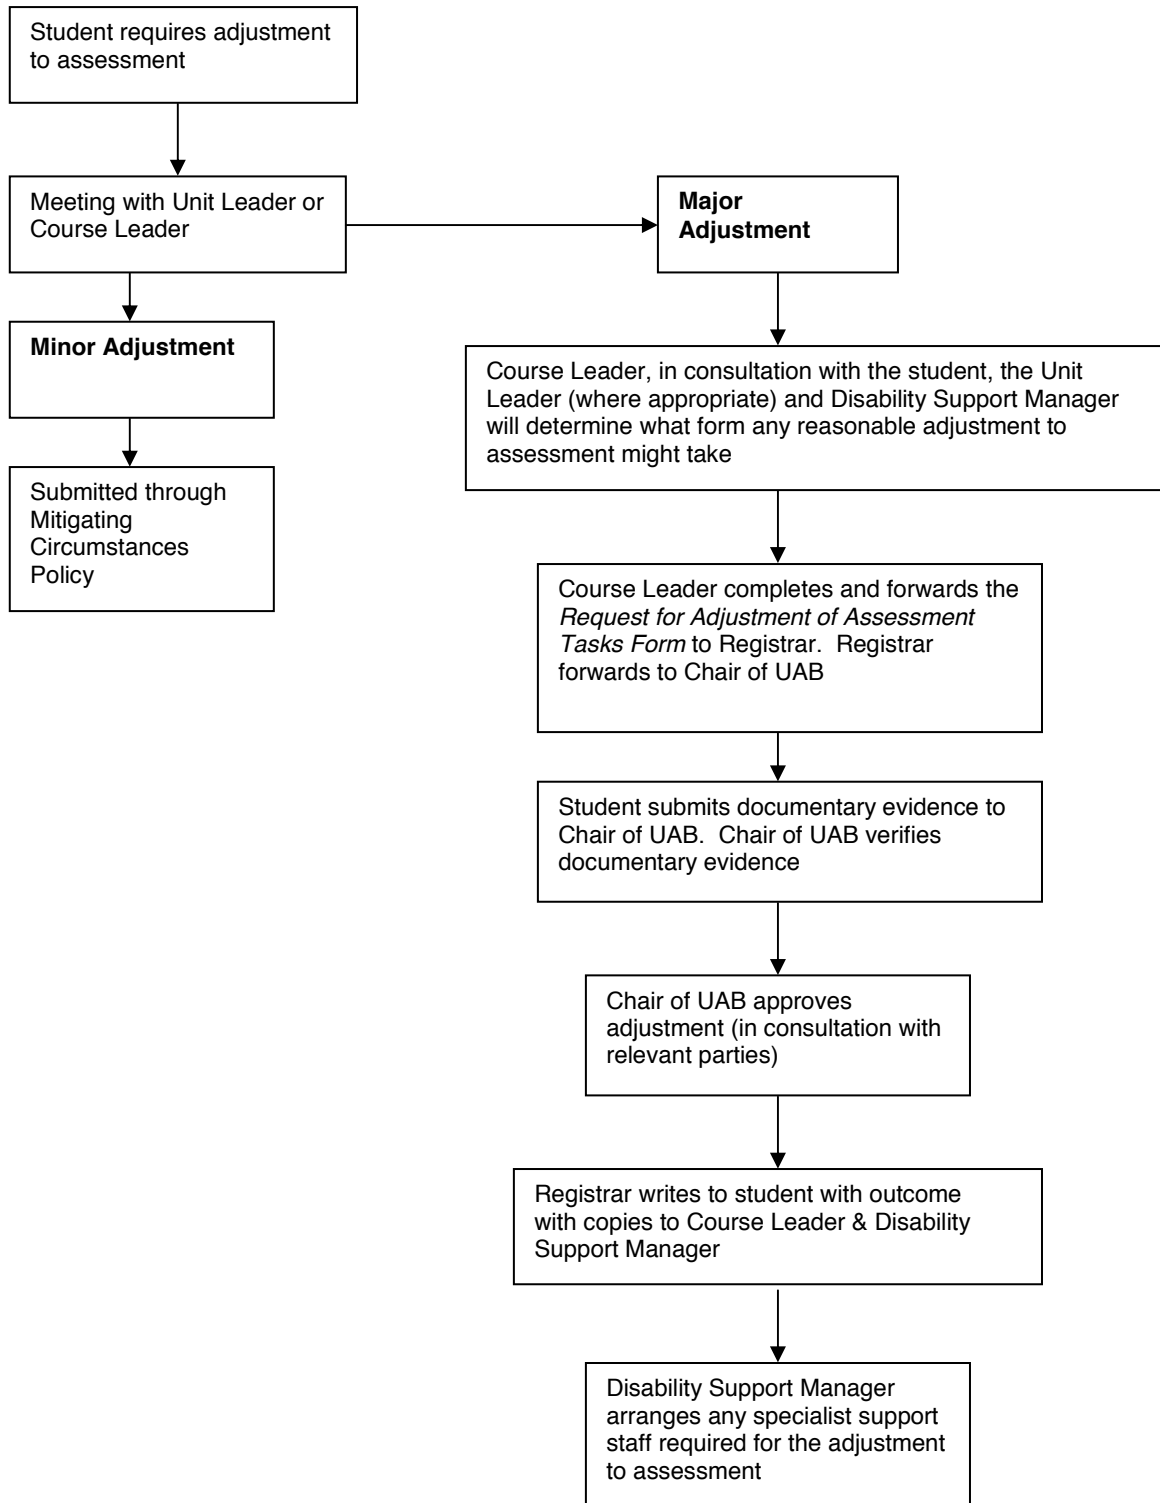 Student requires adjustment
to assessment
Meeting with Unit Leader or
Course Leader
Major
Adjustment
Minor Adjustment
Course Leader, in consultation with the student, the Unit
Leader (where appropriate) and Disability Support Manager
will determine what form any reasonable adjustment to
assessment might take
Submitted through
Mitigating
Circumstances
Policy
Course Leader completes and forwards the
Request for Adjustment of Assessment
Tasks Form to Registrar.  Registrar
forwards to Chair of UAB
Student submits documentary evidence to
Chair of UAB.  Chair of UAB verifies
documentary evidence
Chair of UAB approves
adjustment (in consultation with
relevant parties)
Registrar writes to student with outcome
with copies to Course Leader & Disability
Support Manager
Disability Support Manager
arranges any specialist support
staff required for the adjustment
to assessment